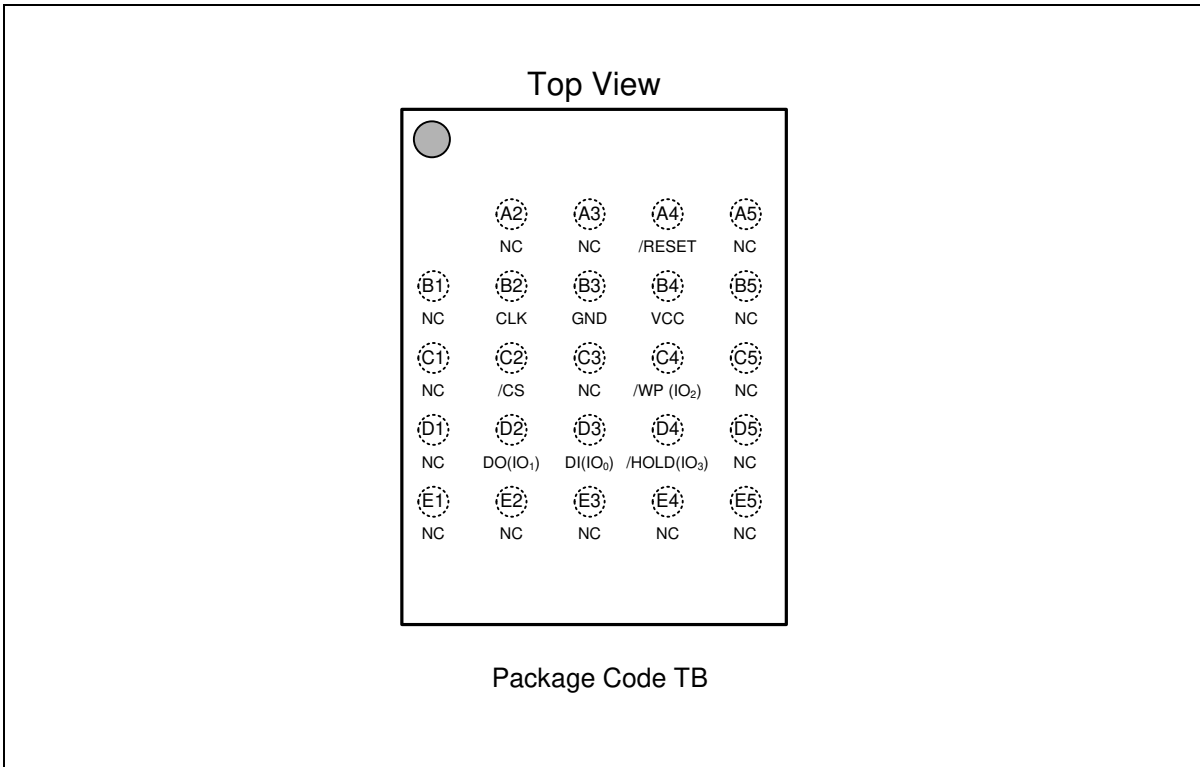 Top View
A2 A3 A4 A5
NC NC /RESET NC
B1 B2 B3 B4 B5
NC CLK GND VCC NC
C1 C2 C3 C4 C5
NC /CS NC /WP (IO₂) NC
D1 D2 D3 D4 D5
NC DO(IO₁) DI(IO₀) /HOLD(IO₃) NC
E1 E2 E3 E4 E5
NC NC NC NC NC
Package Code TB